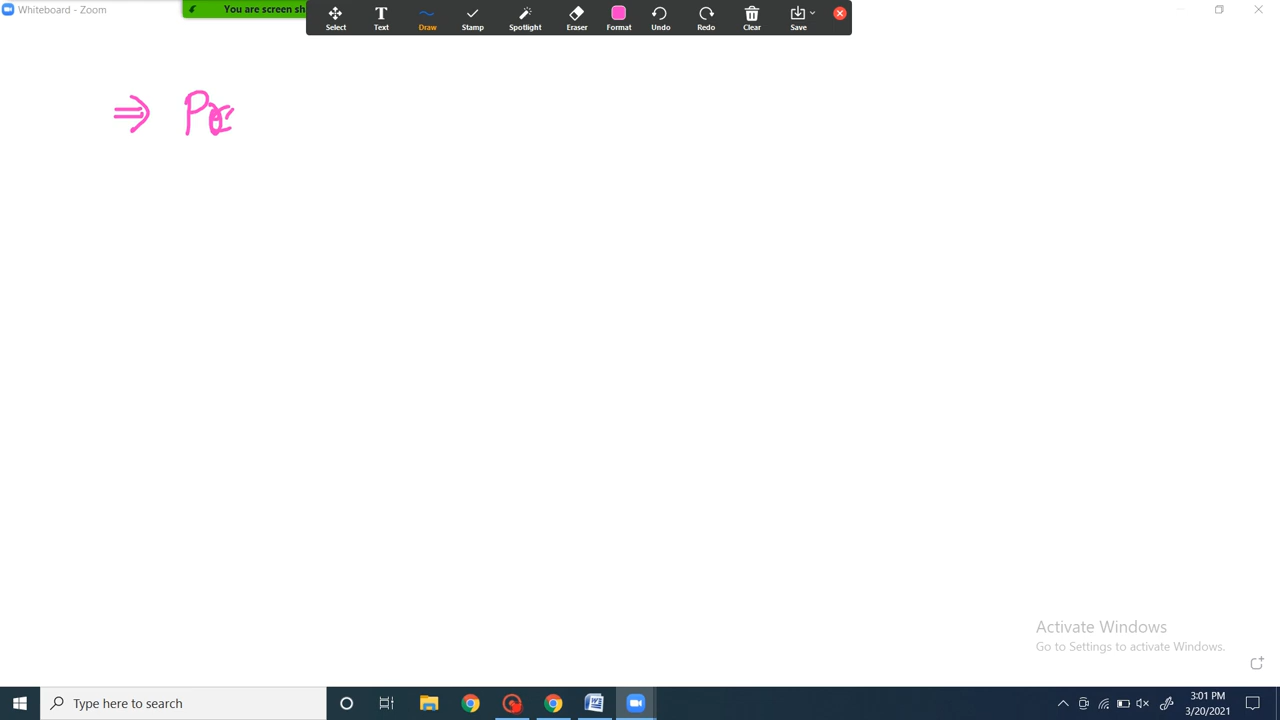 Whiteboard - Zoom
You are screen sh
Select Text Draw Stamp Spotlight Eraser Format Undo Redo Clear Save
⇒
Activate Windows
Go to Settings to activate Windows.
Type here to search
3:01 PM
3/20/2021